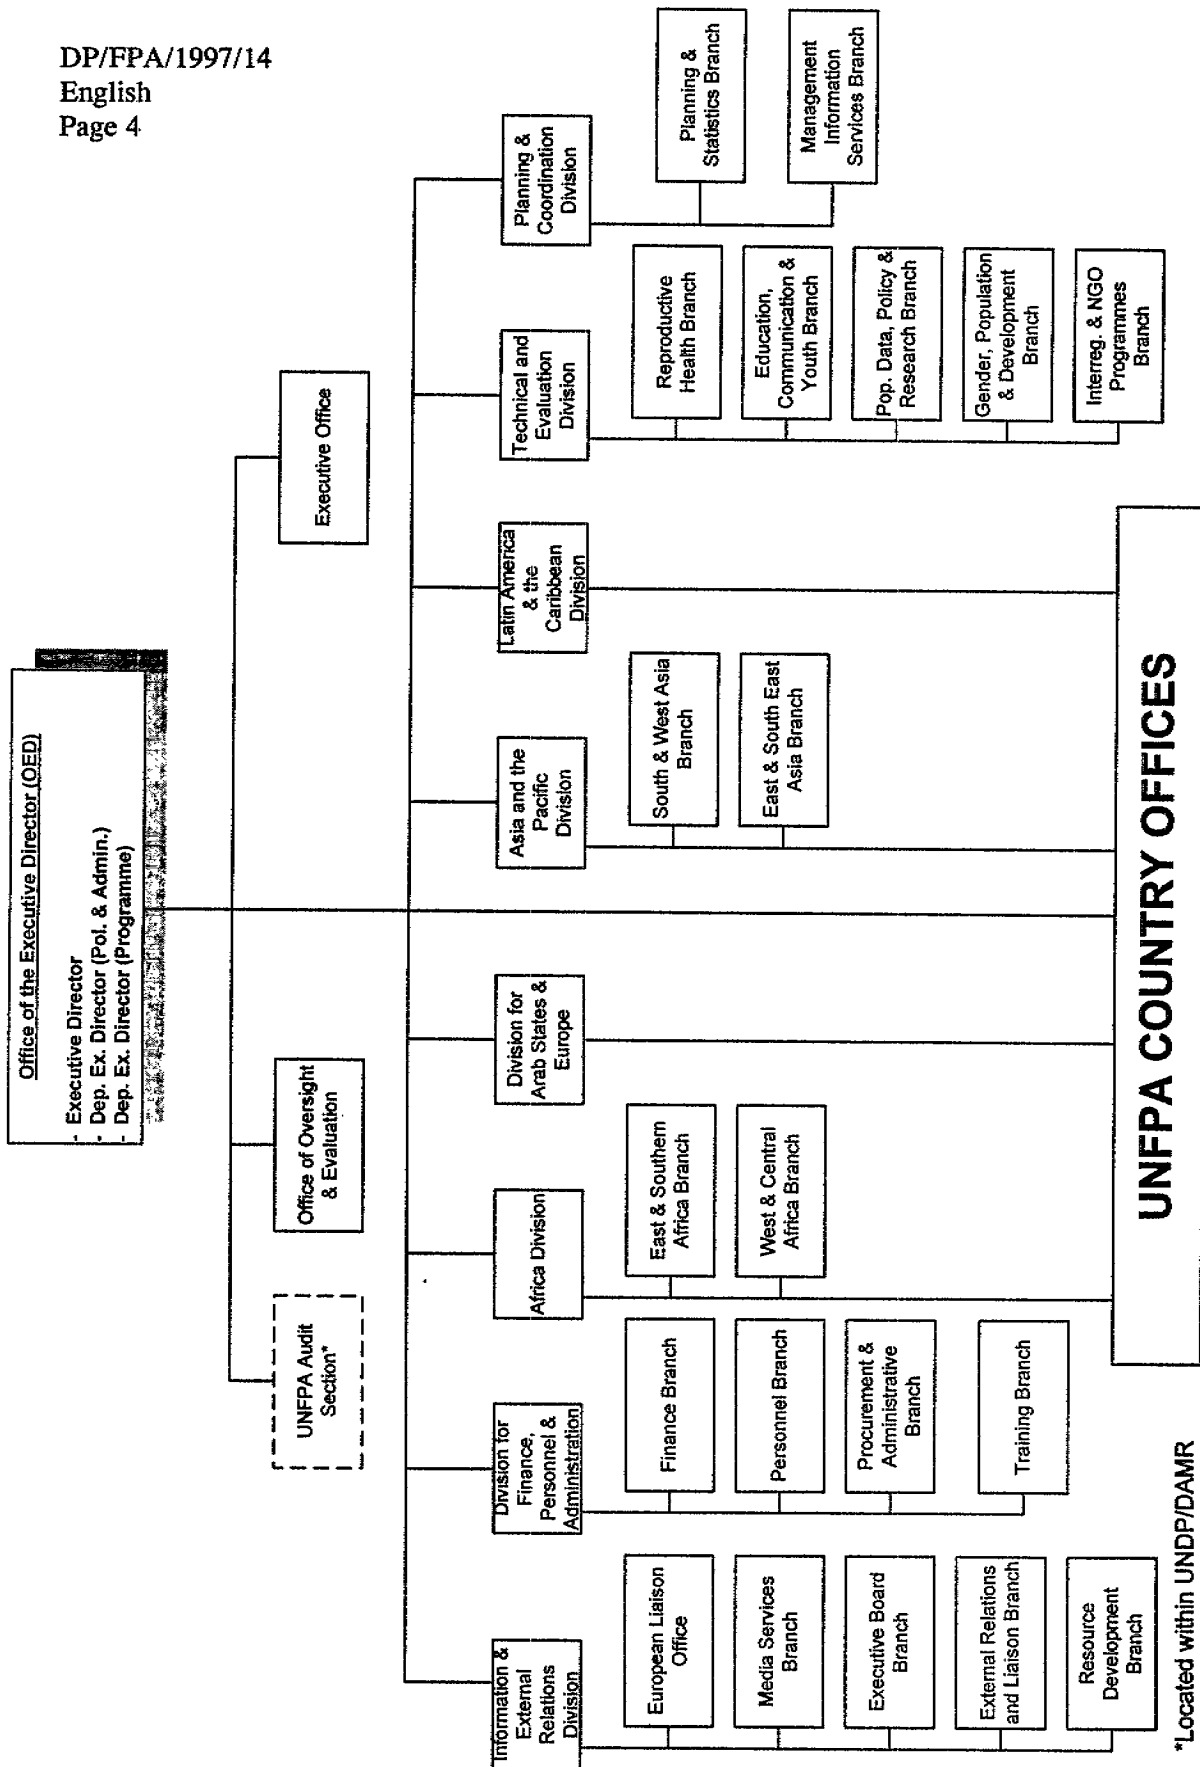 DP/FPA/1997/14
English
Page 4
Office of the Executive Director (OED)
- Executive Director
- Dep. Ex. Director (Pol. & Admin.)
- Dep. Ex. Director (Programme)
UNFPA Audit
Section*
Office of Oversight
& Evaluation
Executive Office
Information &
External
Relations
Division
Division for
Finance,
Personnel &
Administration
Africa Division
Division for
Arab States &
Europe
Asia and the
Pacific
Division
Latin America
& the
Caribbean
Division
Technical and
Evaluation
Division
Planning &
Coordination
Division
European Liaison
Office
Media Services
Branch
Executive Board
Branch
External Relations
and Liaison Branch
Resource
Development
Branch
Finance Branch
Personnel Branch
Procurement &
Administrative
Branch
Training Branch
East & Southern
Africa Branch
West & Central
Africa Branch
South & West Asia
Branch
East & South East
Asia Branch
Reproductive
Health Branch
Education,
Communication &
Youth Branch
Pop. Data, Policy &
Research Branch
Gender, Population
& Development
Branch
Interreg. & NGO
Programmes
Branch
Planning &
Statistics Branch
Management
Information
Services Branch
UNFPA COUNTRY OFFICES
*Located within UNDP/DAMR